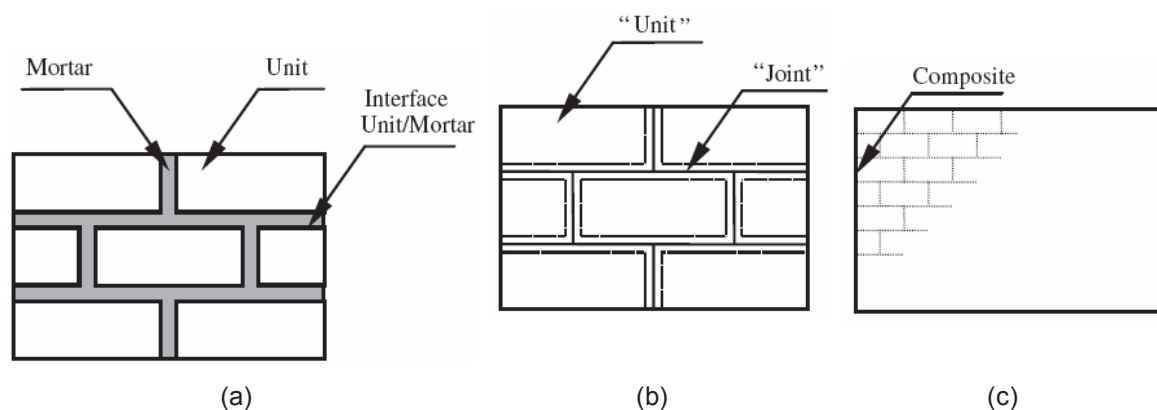 Mortar
Unit
Interface
Unit/Mortar
“Unit”
“Joint”
Composite
(a)
(b)
(c)